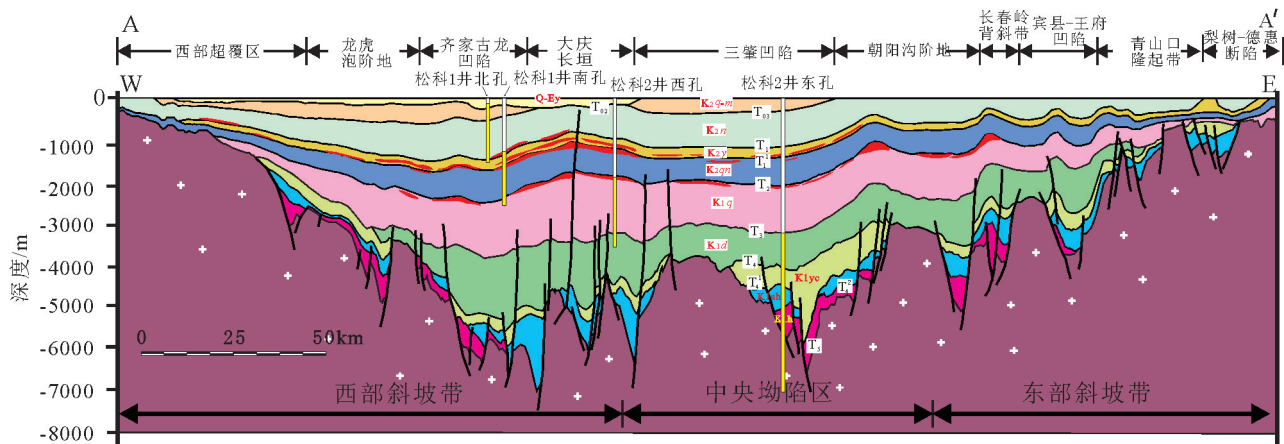 A
A'
西部超覆区
龙虎
泡阶地
齐家古龙
凹陷
大庆
长垣
三肇凹陷
朝阳沟阶地
长春岭
背斜带
宾县-王府
凹陷
青山口
隆起带
梨树-德惠
断陷
松科1井北孔
松科1井南孔
松科2井西孔
松科2井东孔
W
E
Q-Ey
T02
K2q-m
T03
K2n
T1
K2y
T1^1
K2qn
T2
K1q
T3
K1d
T4
K1yc
T4^1
T4^2
T5
0
-1000
-2000
-3000
-4000
-5000
-6000
-7000
-8000
深度/m
0 25 50km
西部斜坡带
中央坳陷区
东部斜坡带